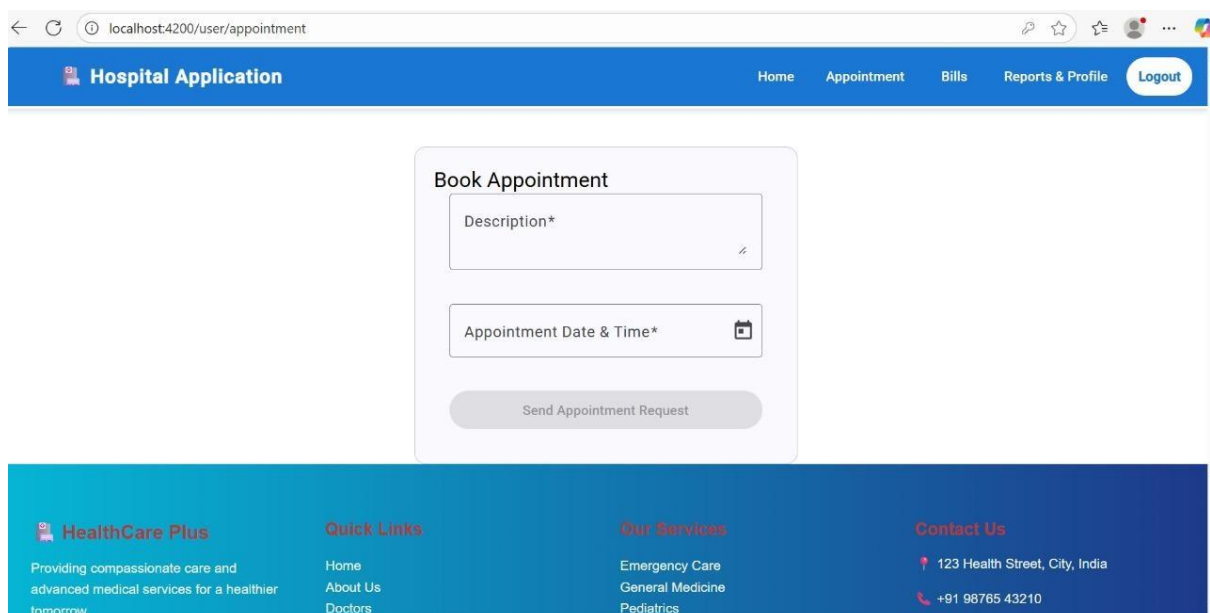 localhost:4200/user/appointment
Hospital Application
Home Appointment Bills Reports & Profile Logout
Book Appointment
Description*
Appointment Date & Time*
Send Appointment Request
HealthCare Plus
Providing compassionate care and
advanced medical services for a healthier
tomorrow
Quick Links
Home
About Us
Doctors
Our Services
Emergency Care
General Medicine
Pediatrics
Contact Us
123 Health Street, City, India
+91 98765 43210